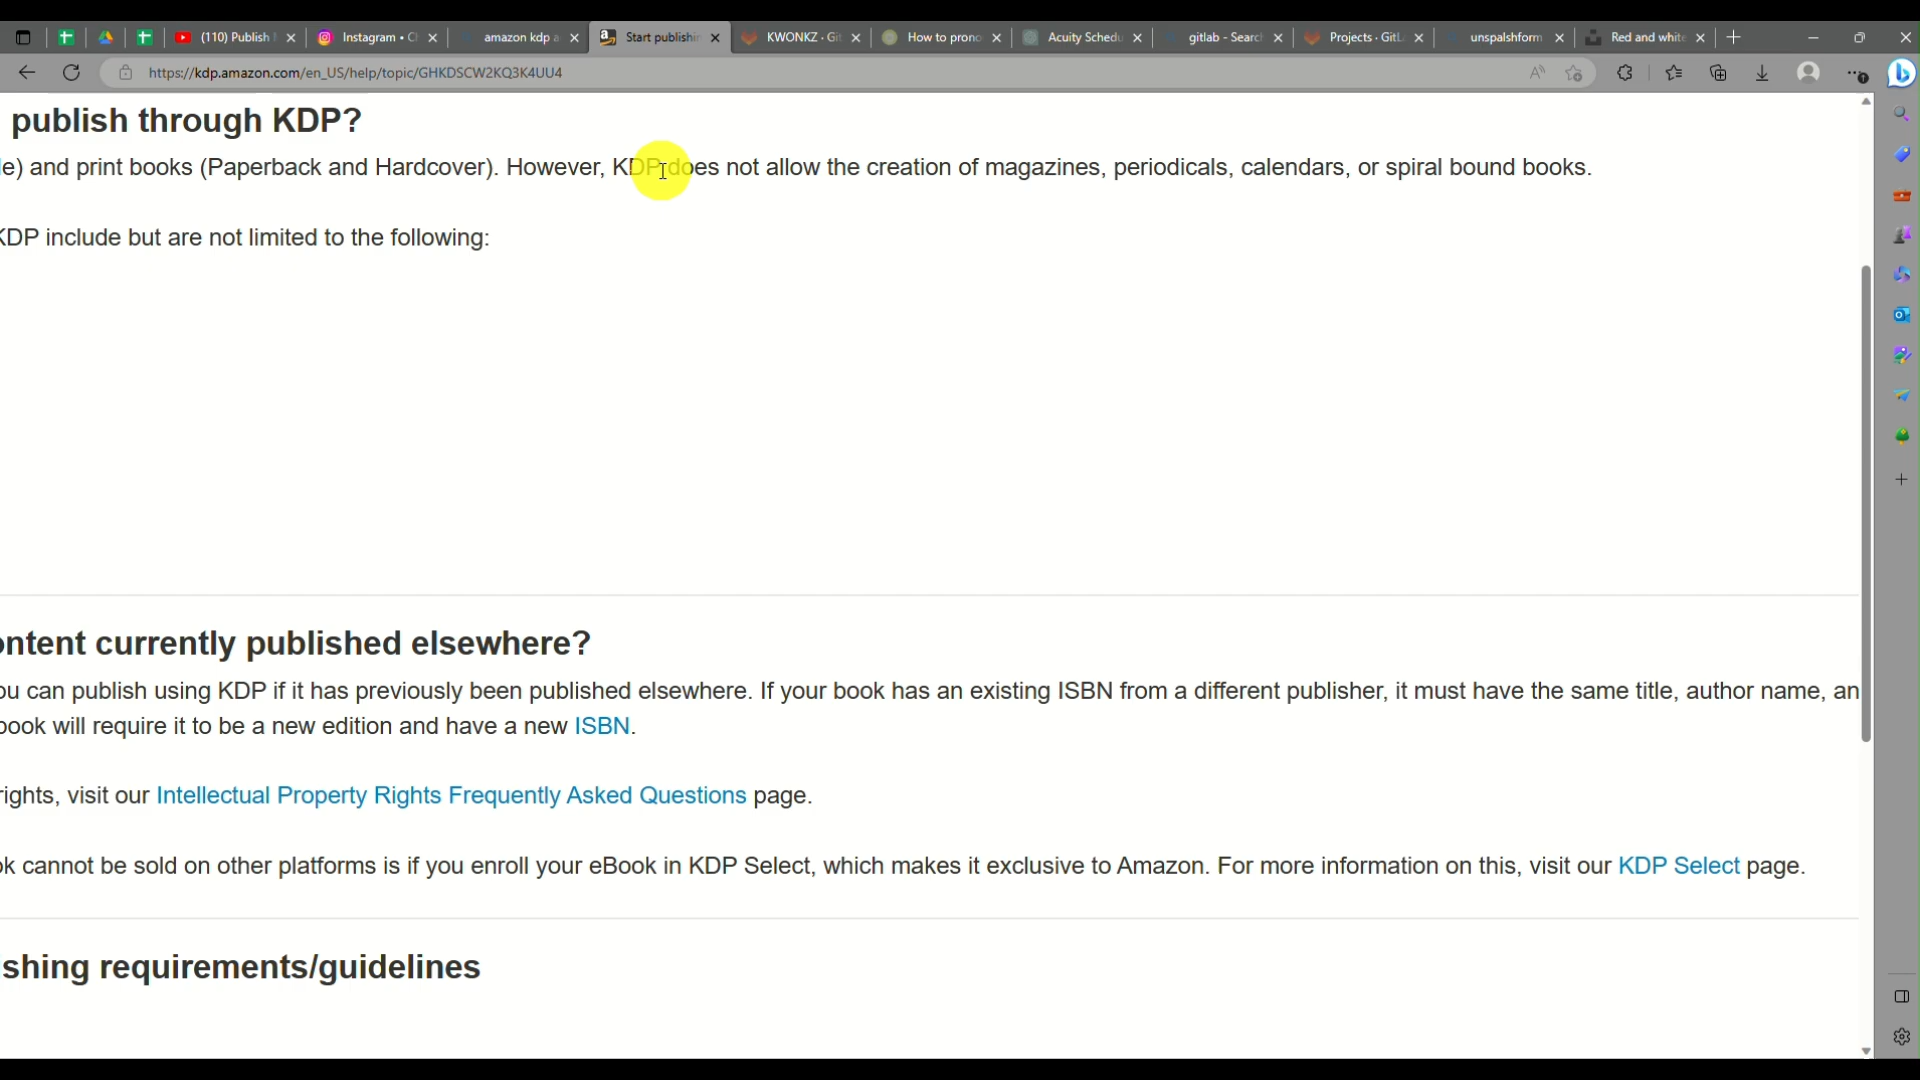 (110) Publish
Instagram • C
amazon kdp a
Start publishin
KWONKZ · Git
How to prono
Acuity Schedu
gitlab - Search
Projects · GitL
unspalshform
Red and white
https://kdp.amazon.com/en_US/help/topic/GHKDSCW2KQ3K4UU4
publish through KDP?
le) and print books (Paperback and Hardcover). However, KDP does not allow the creation of magazines, periodicals, calendars, or spiral bound books.
KDP include but are not limited to the following:
ontent currently published elsewhere?
ou can publish using KDP if it has previously been published elsewhere. If your book has an existing ISBN from a different publisher, it must have the same title, author name, an
book will require it to be a new edition and have a new ISBN.
rights, visit our Intellectual Property Rights Frequently Asked Questions page.
ok cannot be sold on other platforms is if you enroll your eBook in KDP Select, which makes it exclusive to Amazon. For more information on this, visit our KDP Select page.
shing requirements/guidelines